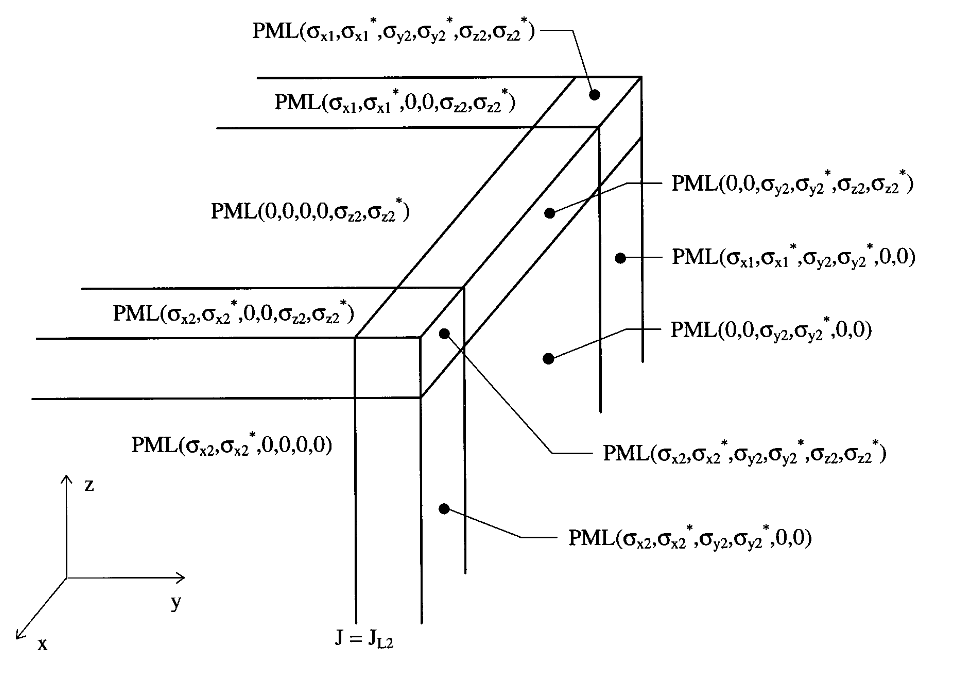 PML(σx1,σx1*,σy2,σy2*,σz2,σz2*)
PML(σx1,σx1*,0,0,σz2,σz2*)
PML(0,0,σy2,σy2*,σz2,σz2*)
PML(0,0,0,0,σz2,σz2*)
PML(σx1,σx1*,σy2,σy2*,0,0)
PML(σx2,σx2*,0,0,σz2,σz2*)
PML(0,0,σy2,σy2*,0,0)
PML(σx2,σx2*,0,0,0,0)
PML(σx2,σx2*,σy2,σy2*,σz2,σz2*)
z
PML(σx2,σx2*,σy2,σy2*,0,0)
y
x
J = JL2